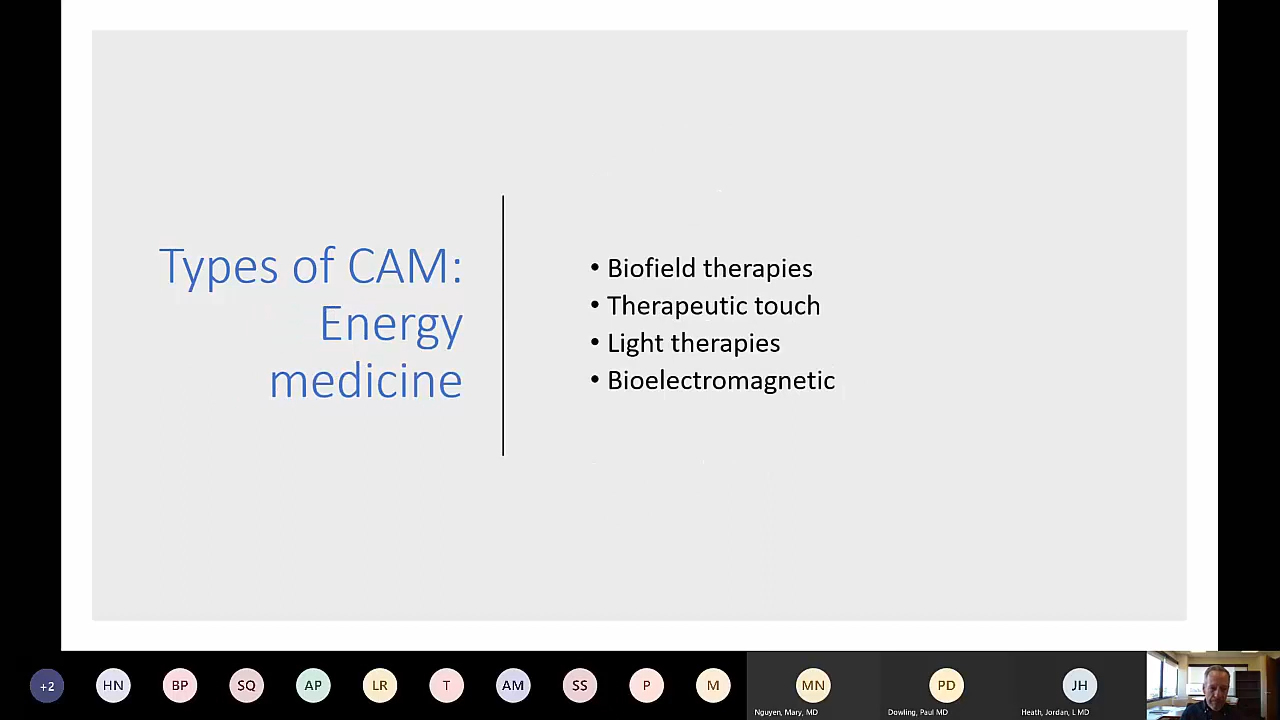 Types of CAM:
Energy
medicine
• Biofield therapies
• Therapeutic touch
• Light therapies
• Bioelectromagnetic
+2
HN
BP
SQ
AP
LR
T
AM
SS
P
M
MN
PD
JH
Nguyen, Mary, MD
Dowling, Paul MD
Heath, Jordan, L MD